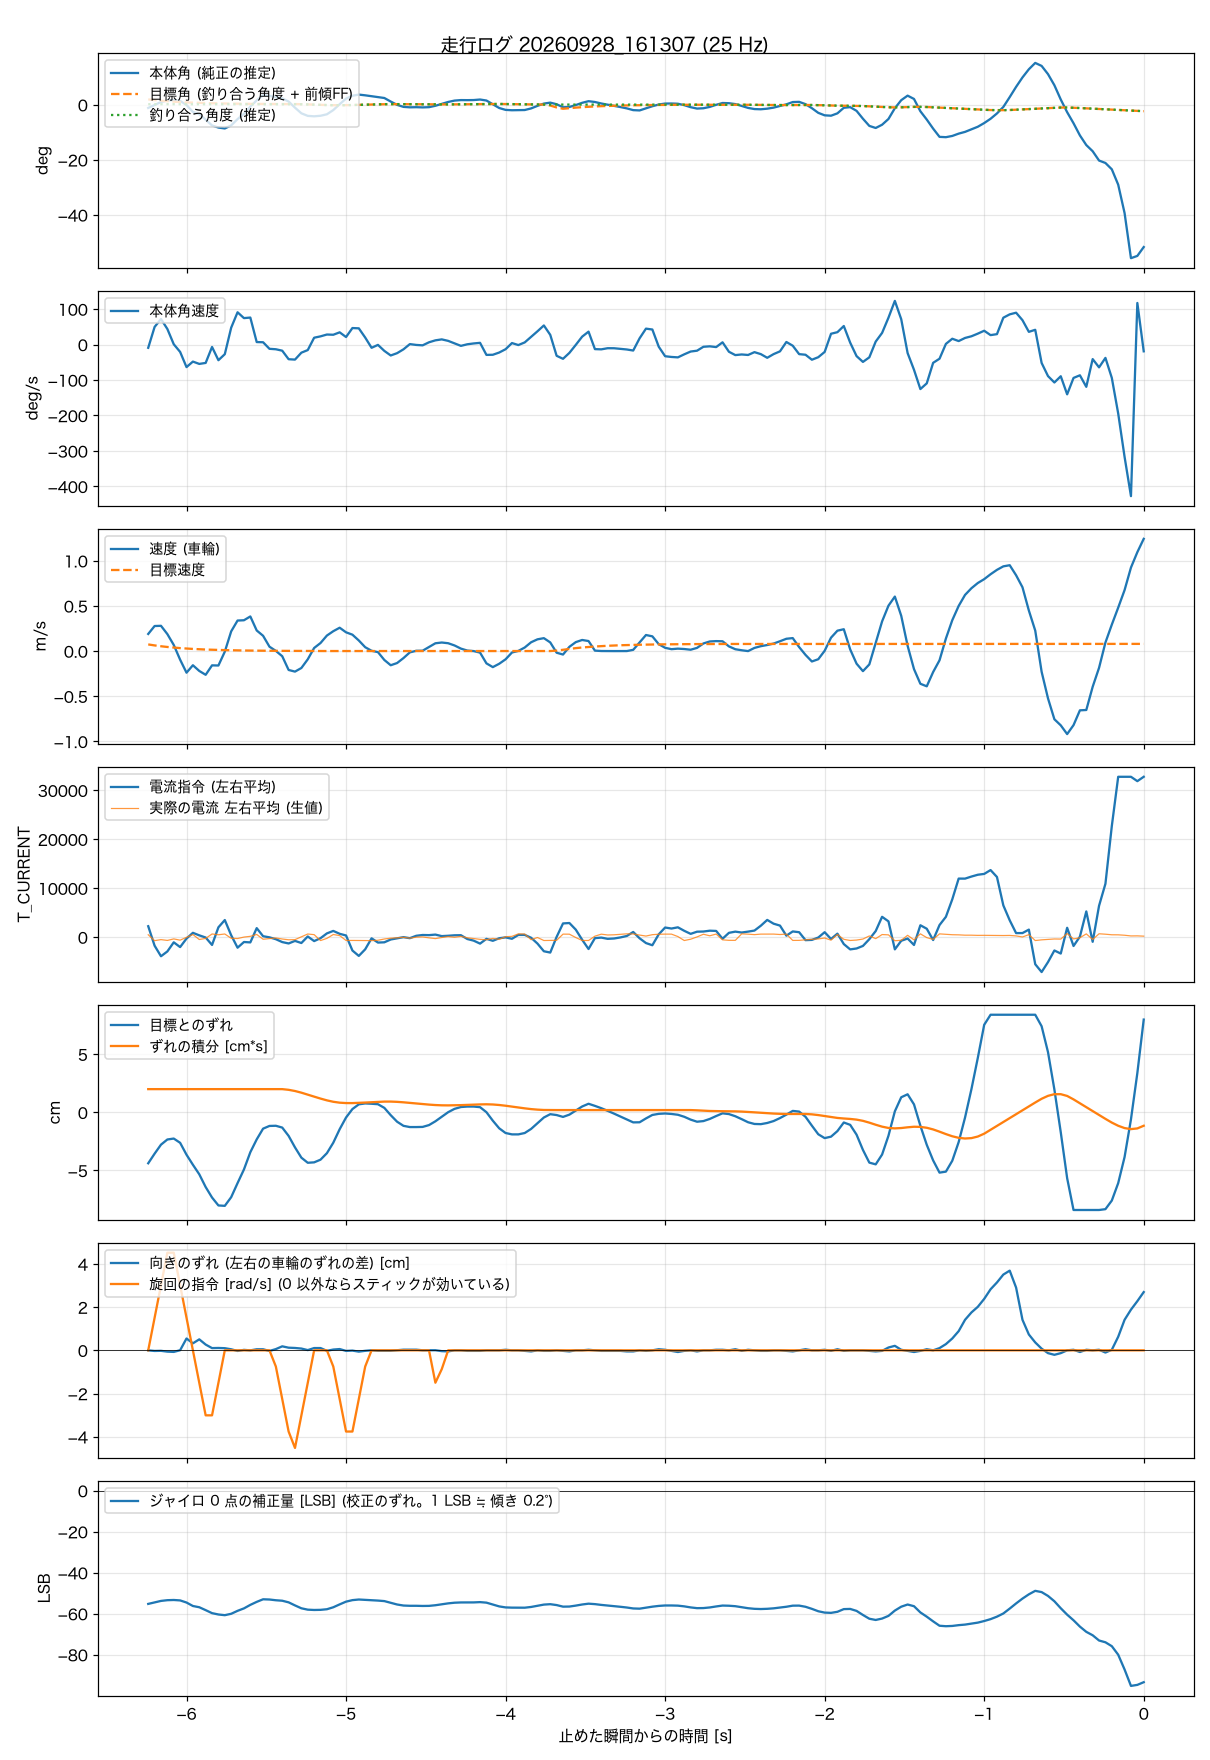 走行ログ 20260928_161307 (25 Hz)
本体角 (純正の推定)
目標角 (釣り合う角度 + 前傾FF)
釣り合う角度 (推定)
deg
0
−20
−40
本体角速度
deg/s
100
0
−100
−200
−300
−400
速度 (車輪)
目標速度
m/s
1.0
0.5
0.0
−0.5
−1.0
電流指令 (左右平均)
実際の電流 左右平均 (生値)
T_CURRENT
30000
20000
10000
0
目標とのずれ
ずれの積分 [cm*s]
cm
5
0
−5
向きのずれ (左右の車輪のずれの差) [cm]
旋回の指令 [rad/s] (0 以外ならスティックが効いている)
4
2
0
−2
−4
ジャイロ 0 点の補正量 [LSB] (校正のずれ。1 LSB ≒ 傾き 0.2°)
LSB
0
−20
−40
−60
−80
−6 −5 −4 −3 −2 −1 0
止めた瞬間からの時間 [s]